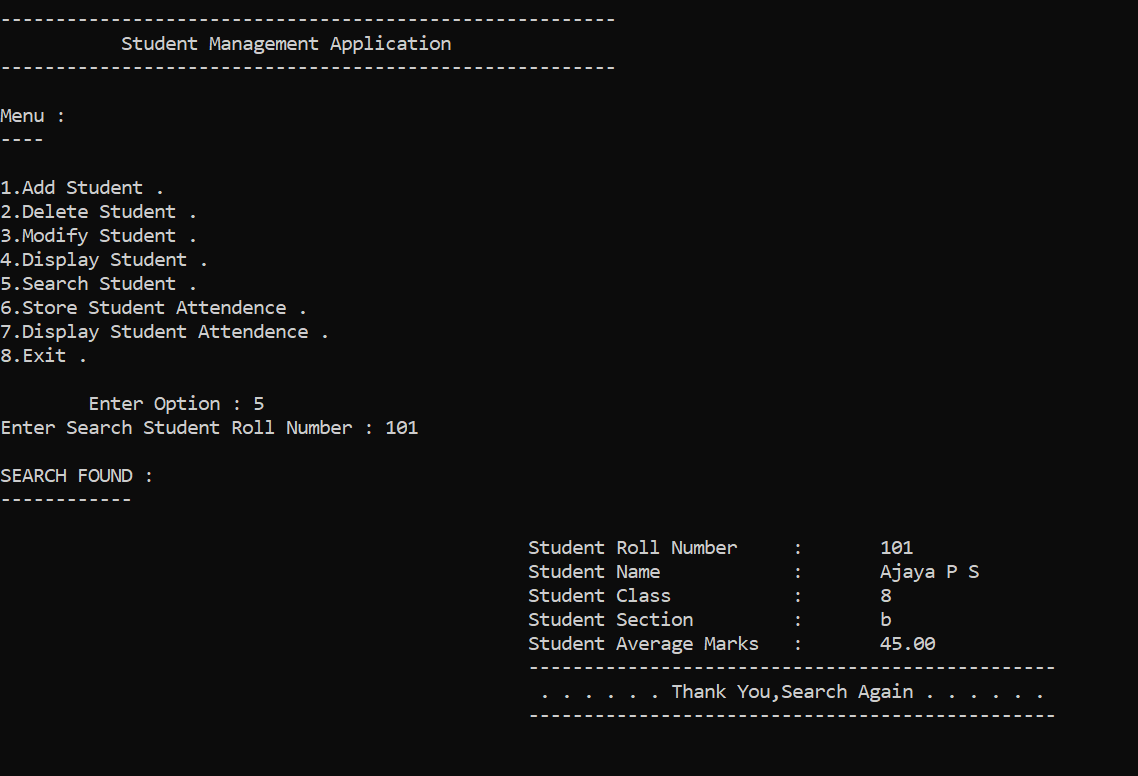 --------------------------------------------------------
Student Management Application
--------------------------------------------------------
Menu :
----
1.Add Student .
2.Delete Student .
3.Modify Student .
4.Display Student .
5.Search Student .
6.Store Student Attendence .
7.Display Student Attendence .
8.Exit .
Enter Option : 5
Enter Search Student Roll Number : 101
SEARCH FOUND :
------------
Student Roll Number : 101
Student Name : Ajaya P S
Student Class : 8
Student Section : b
Student Average Marks : 45.00
------------------------------------------------
. . . . . . Thank You,Search Again . . . . . .
------------------------------------------------